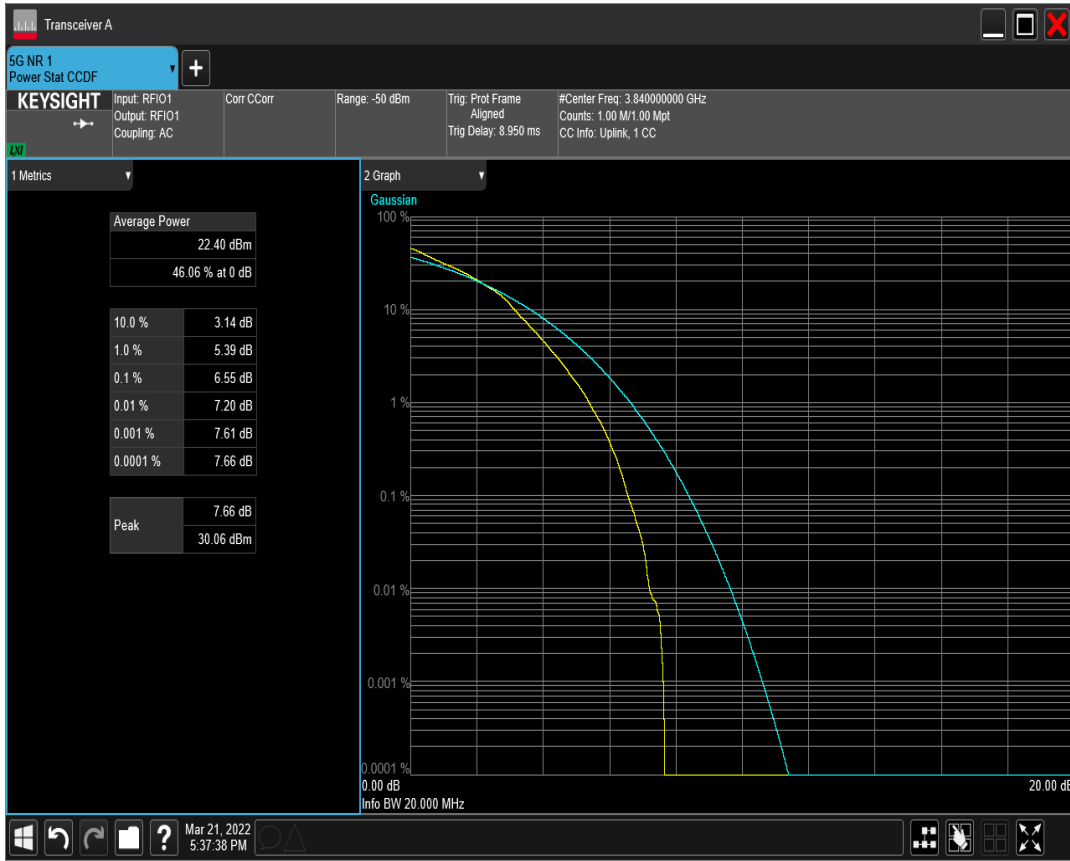 Transceiver A
5G NR 1
Power Stat CCDF
KEYSIGHT
LXI
Input: RFIO1
Output: RFIO1
Coupling: AC
Corr CCorr
Range: -50 dBm
Trig: Prot Frame
Aligned
Trig Delay: 8.950 ms
#Center Freq: 3.840000000 GHz
Counts: 1.00 M/1.00 Mpt
CC Info: Uplink, 1 CC
1 Metrics
Average Power
22.40 dBm
46.06 % at 0 dB
10.0 % 3.14 dB
1.0 % 5.39 dB
0.1 % 6.55 dB
0.01 % 7.20 dB
0.001 % 7.61 dB
0.0001 % 7.66 dB
Peak 7.66 dB
30.06 dBm
2 Graph
Gaussian
100 %
10 %
1 %
0.1 %
0.01 %
0.001 %
0.0001 %
0.00 dB 20.00 dB
Info BW 20.000 MHz
?
Mar 21, 2022
5:37:38 PM